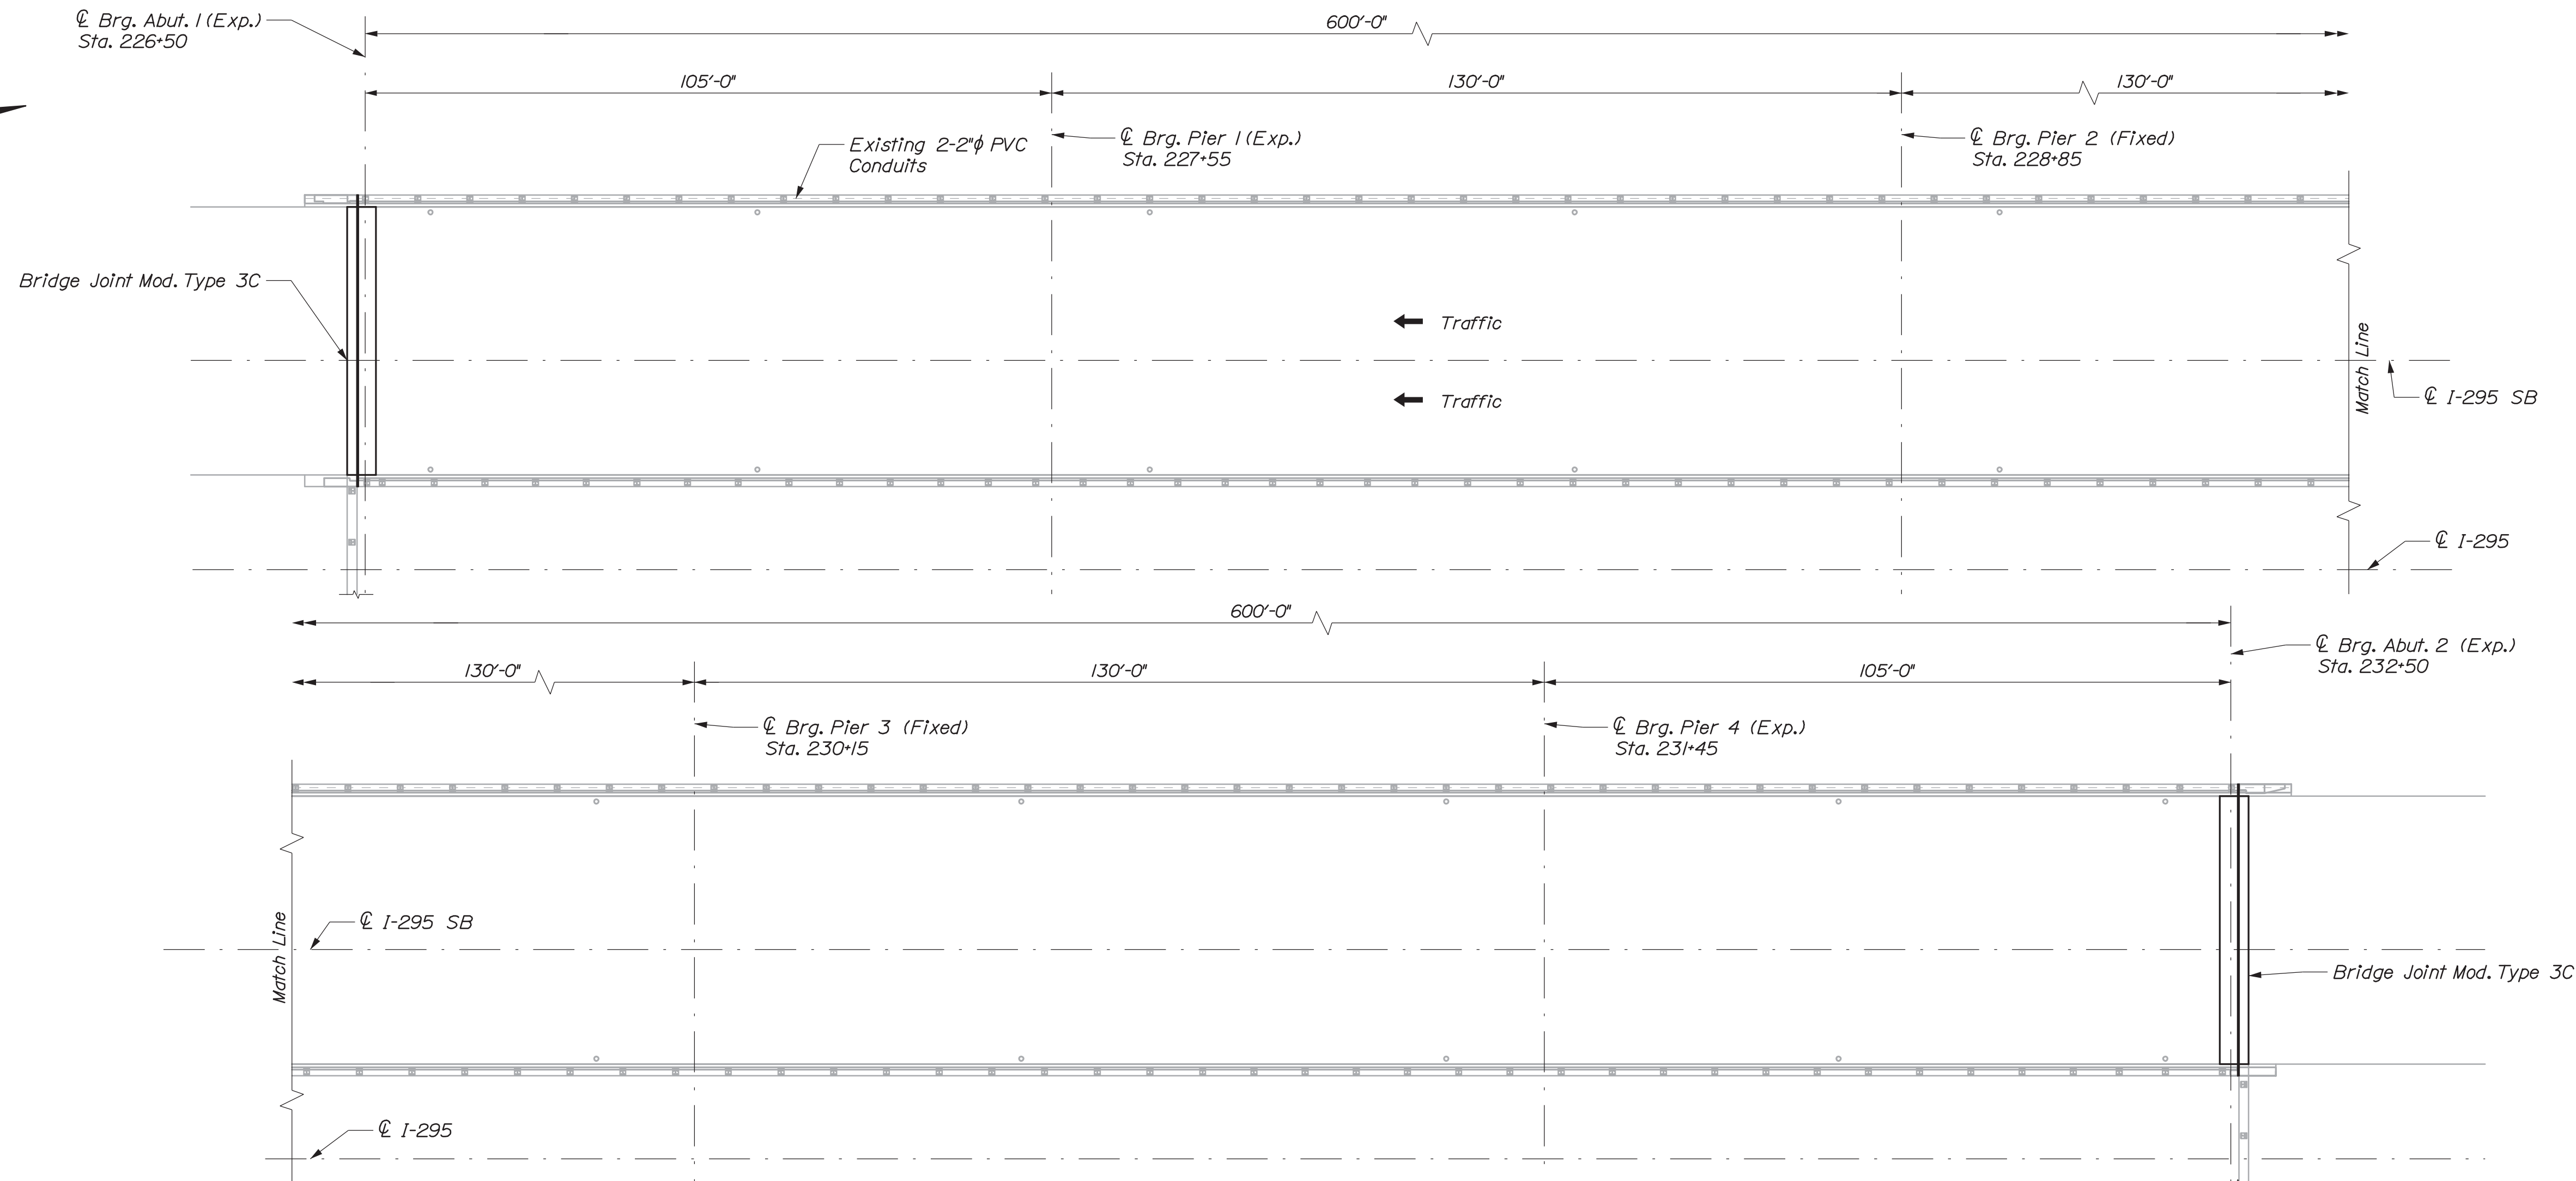 ℄ Brg. Abut. 1 (Exp.)
Sta. 226+50
600'-0"
105'-0"
130'-0"
130'-0"
Existing 2-2"ϕ PVC
Conduits
℄ Brg. Pier 1 (Exp.)
Sta. 227+55
℄ Brg. Pier 2 (Fixed)
Sta. 228+85
Bridge Joint Mod. Type 3C
Traffic
Traffic
Match Line
℄ I-295 SB
℄ I-295
600'-0"
℄ Brg. Abut. 2 (Exp.)
Sta. 232+50
130'-0"
130'-0"
105'-0"
℄ Brg. Pier 3 (Fixed)
Sta. 230+15
℄ Brg. Pier 4 (Exp.)
Sta. 231+45
℄ I-295 SB
Match Line
Bridge Joint Mod. Type 3C
℄ I-295